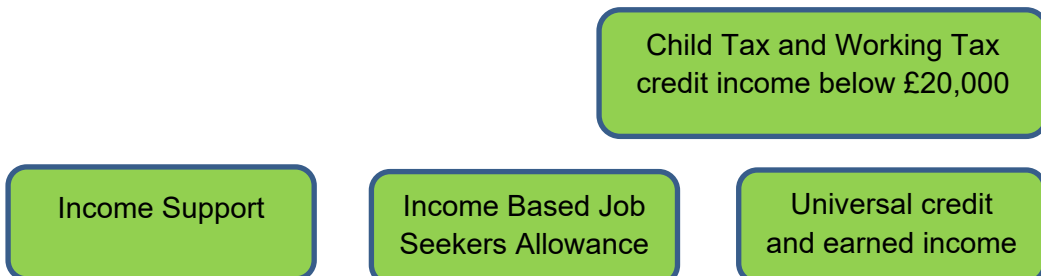 Child Tax and Working Tax
credit income below £20,000
Income Support
Income Based Job
Seekers Allowance
Universal credit
and earned income